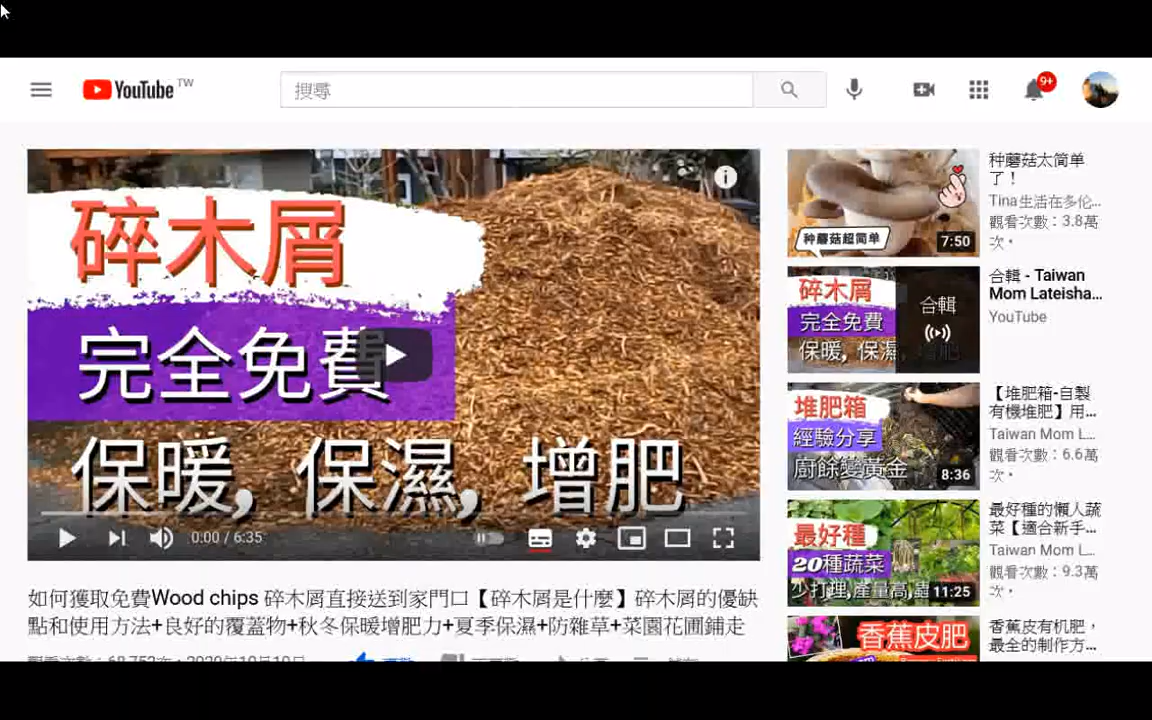 YouTube TW
搜尋
9+
碎木屑
完全免費
保暖, 保濕, 增肥
0:00 / 6:35
如何獲取免費Wood chips 碎木屑直接送到家門口【碎木屑是什麼】碎木屑的優缺
點和使用方法+良好的覆蓋物+秋冬保暖增肥力+夏季保濕+防雜草+菜園花圃鋪走
种蘑菇超简单
7:50
种蘑菇太简单
了！
Tina生活在多伦...
觀看次數：3.8萬
次・
碎木屑
完全免費
保暖, 保濕, 增肥
合輯
合輯 - Taiwan
Mom Lateisha...
YouTube
堆肥箱
經驗分享
廚餘變黃金
8:36
【堆肥箱-自製
有機堆肥】用...
Taiwan Mom L...
觀看次數：6.6萬
次・
最好種
20種蔬菜
少打理,產量高,蟲
11:25
最好種的懶人蔬
菜【適合新手...
Taiwan Mom L...
觀看次數：9.3萬
次・
香蕉皮肥
香蕉皮有机肥，
最全的制作方...